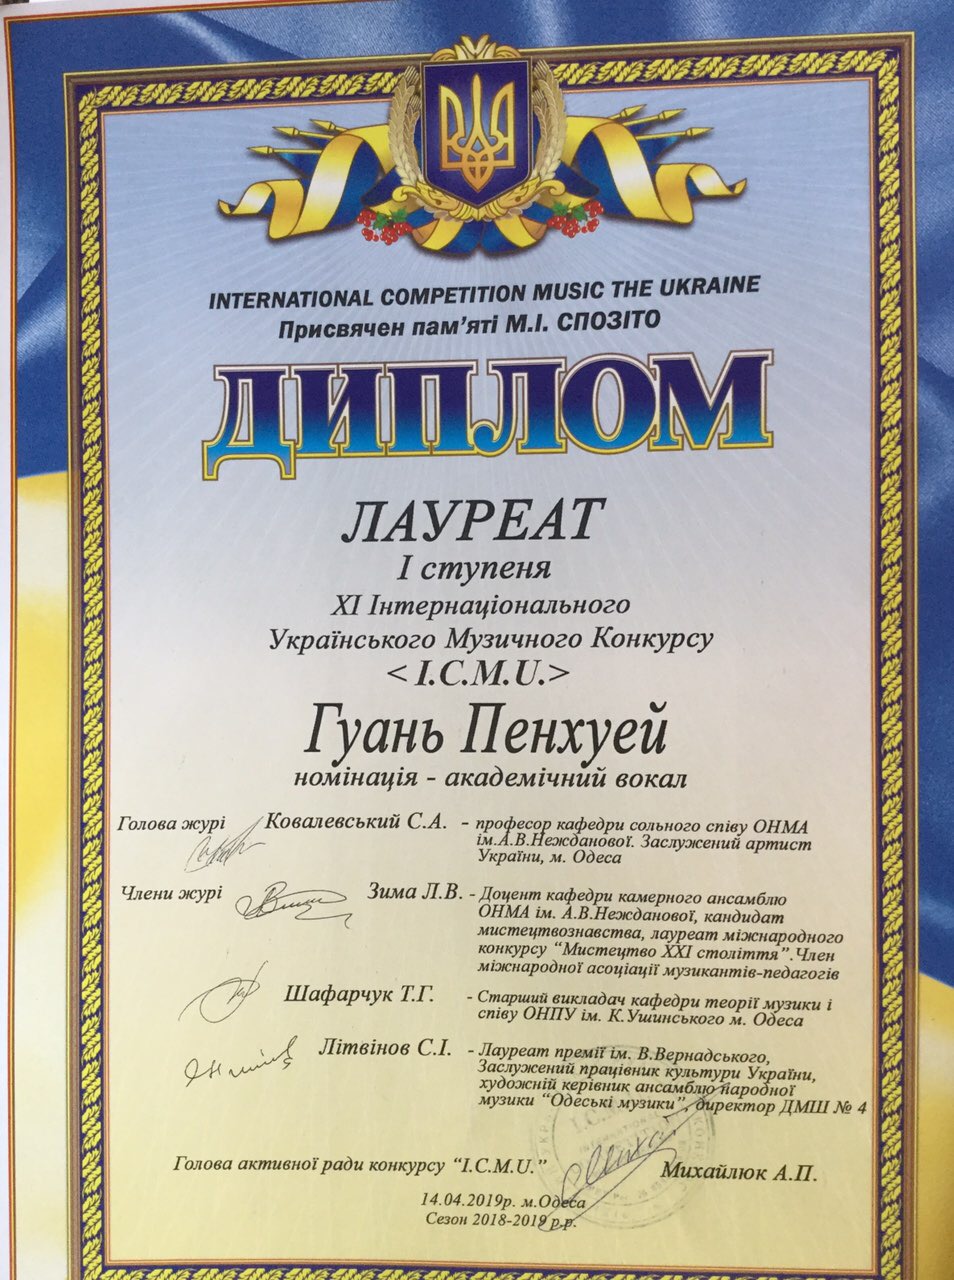 INTERNATIONAL COMPETITION MUSIC THE UKRAINE
Присвячен пам’яті М.І. СПОЗІТО
ДИПЛОМ
ЛАУРЕАТ
І ступеня
XI Інтернаціонального
Українського Музичного Конкурсу
< I.C.M.U.>
Гуань Пенхуей
номінація - академічний вокал
Голова журі Ковалевський С.А. - професор кафедри сольного співу ОНМА
ім.А.В.Нежданової. Заслужений артист
України, м. Одеса
Члени журі Зима Л.В. - Доцент кафедри камерного ансамблю
ОНМА ім. А.В.Нежданової, кандидат
мистецтвознавства, лауреат міжнародного
конкурсу “Мистецтво XXI століття”.Член
міжнародної асоціації музикантів-педагогів
Шафарчук Т.Г. - Старший викладач кафедри теорії музики і
співу ОНПУ ім. К.Ушинського м. Одеса
Літвінов С.І. - Лауреат премії ім. В.Вернадського,
Заслужений працівник культури України,
художній керівник ансамблю народної
музики “Одеські музики”, директор ДМШ № 4
Голова активної ради конкурсу “I.C.M.U.” Михайлюк А.П.
14.04.2019р. м.Одеса
Сезон 2018-2019 р.р.